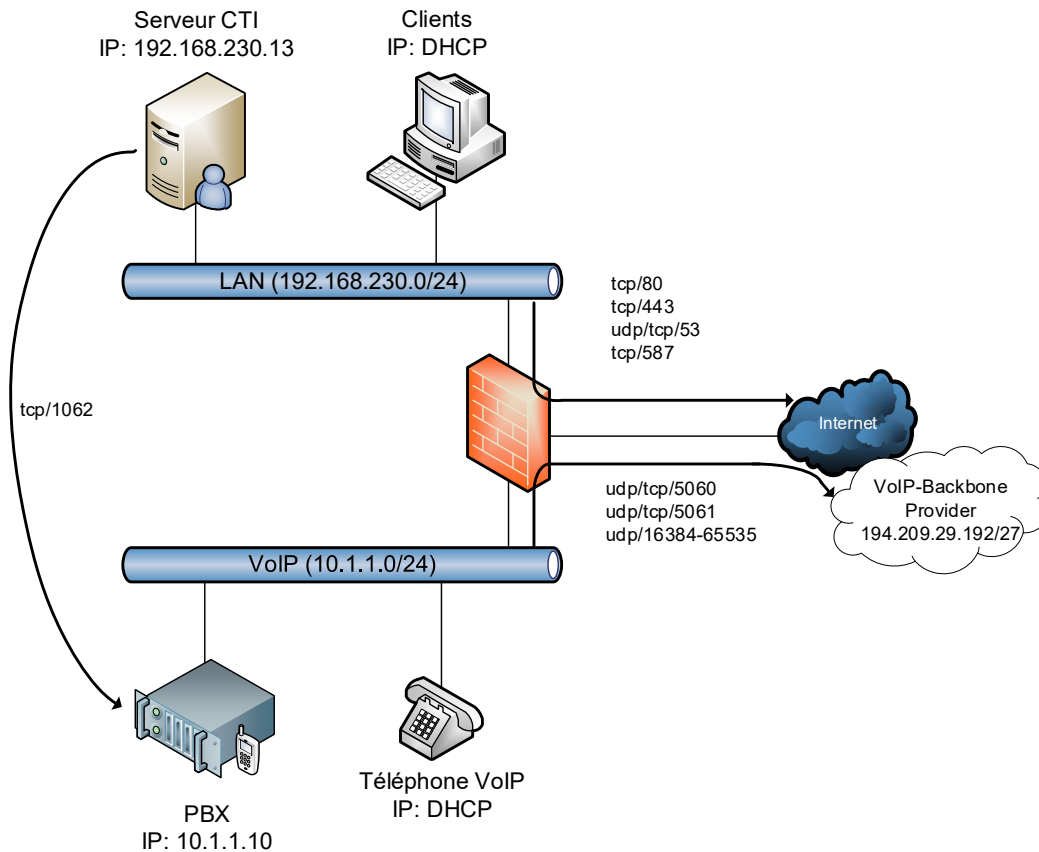 Serveur CTI
IP: 192.168.230.13
Clients
IP: DHCP
LAN (192.168.230.0/24)
tcp/80
tcp/443
udp/tcp/53
tcp/587
tcp/1062
Internet
VoIP-Backbone
Provider
194.209.29.192/27
udp/tcp/5060
udp/tcp/5061
udp/16384-65535
VoIP (10.1.1.0/24)
Téléphone VoIP
IP: DHCP
PBX
IP: 10.1.1.10